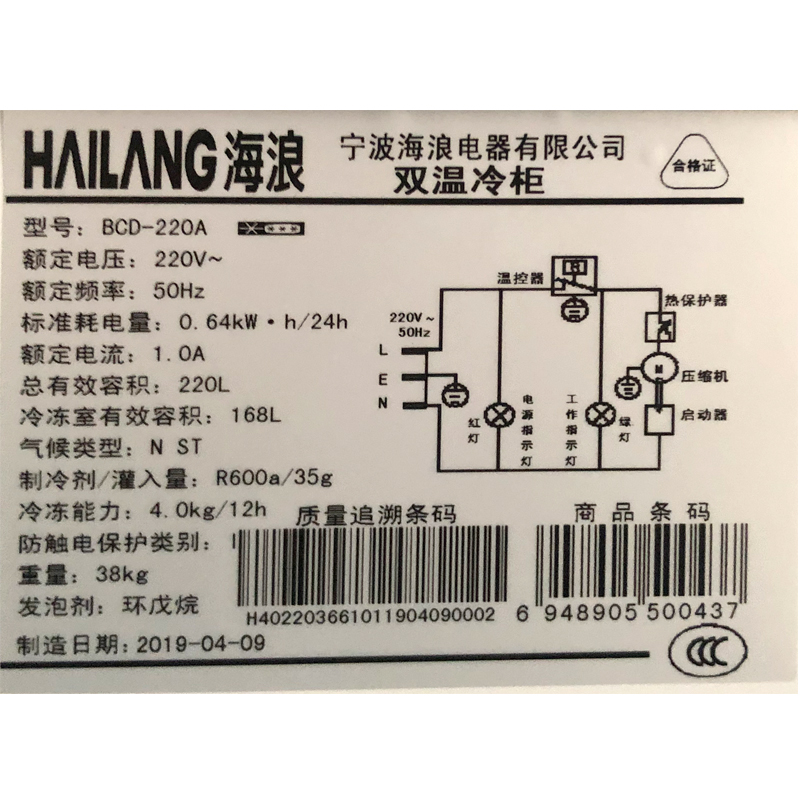 HAILANG海浪
宁波海浪电器有限公司
双温冷柜
合格证
型号: BCD-220A
额定电压: 220V~
额定频率: 50Hz
标准耗电量: 0.64kW·h/24h
额定电流: 1.0A
总有效容积: 220L
冷冻室有效容积: 168L
气候类型: N ST
制冷剂/灌入量: R600a/35g
冷冻能力: 4.0kg/12h
防触电保护类别: I
重量: 38kg
发泡剂: 环戊烷
制造日期: 2019-04-09
温控器
热保护器
220V~
50Hz
L
E
N
M
压缩机
启动器
红灯
电源指示灯
工作指示灯
绿灯
质量追溯条码
H402203661011904090002
商品条码
6 948905 500437
CCC